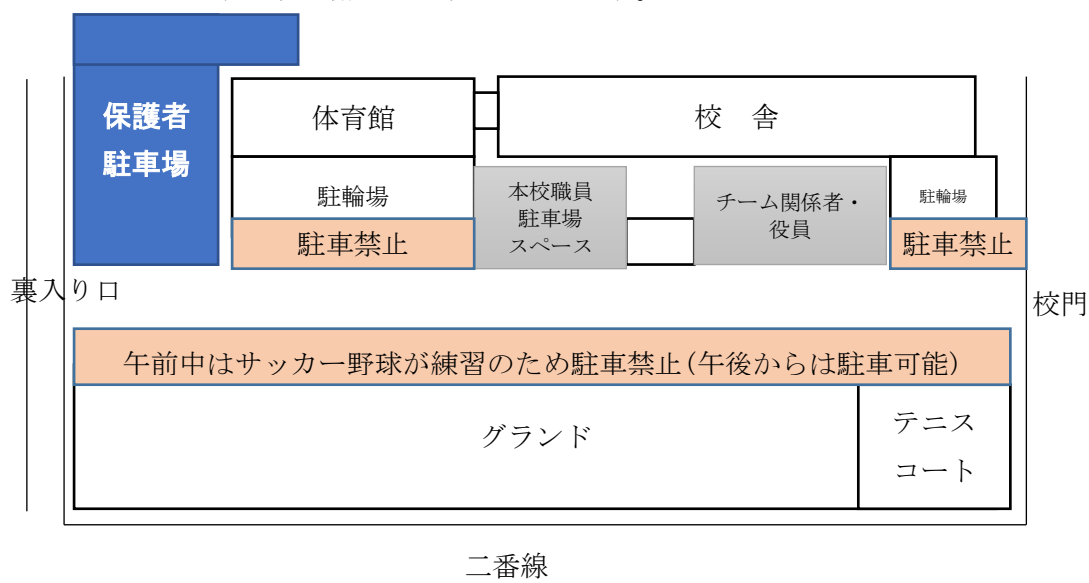 保護者
駐車場
体育館
校　舎
駐輪場
本校職員
駐車場
スペース
チーム関係者・
役員
駐輪場
駐車禁止
駐車禁止
裏入り口
校門
午前中はサッカー野球が練習のため駐車禁止(午後からは駐車可能)
グランド
テニス
コート
二番線